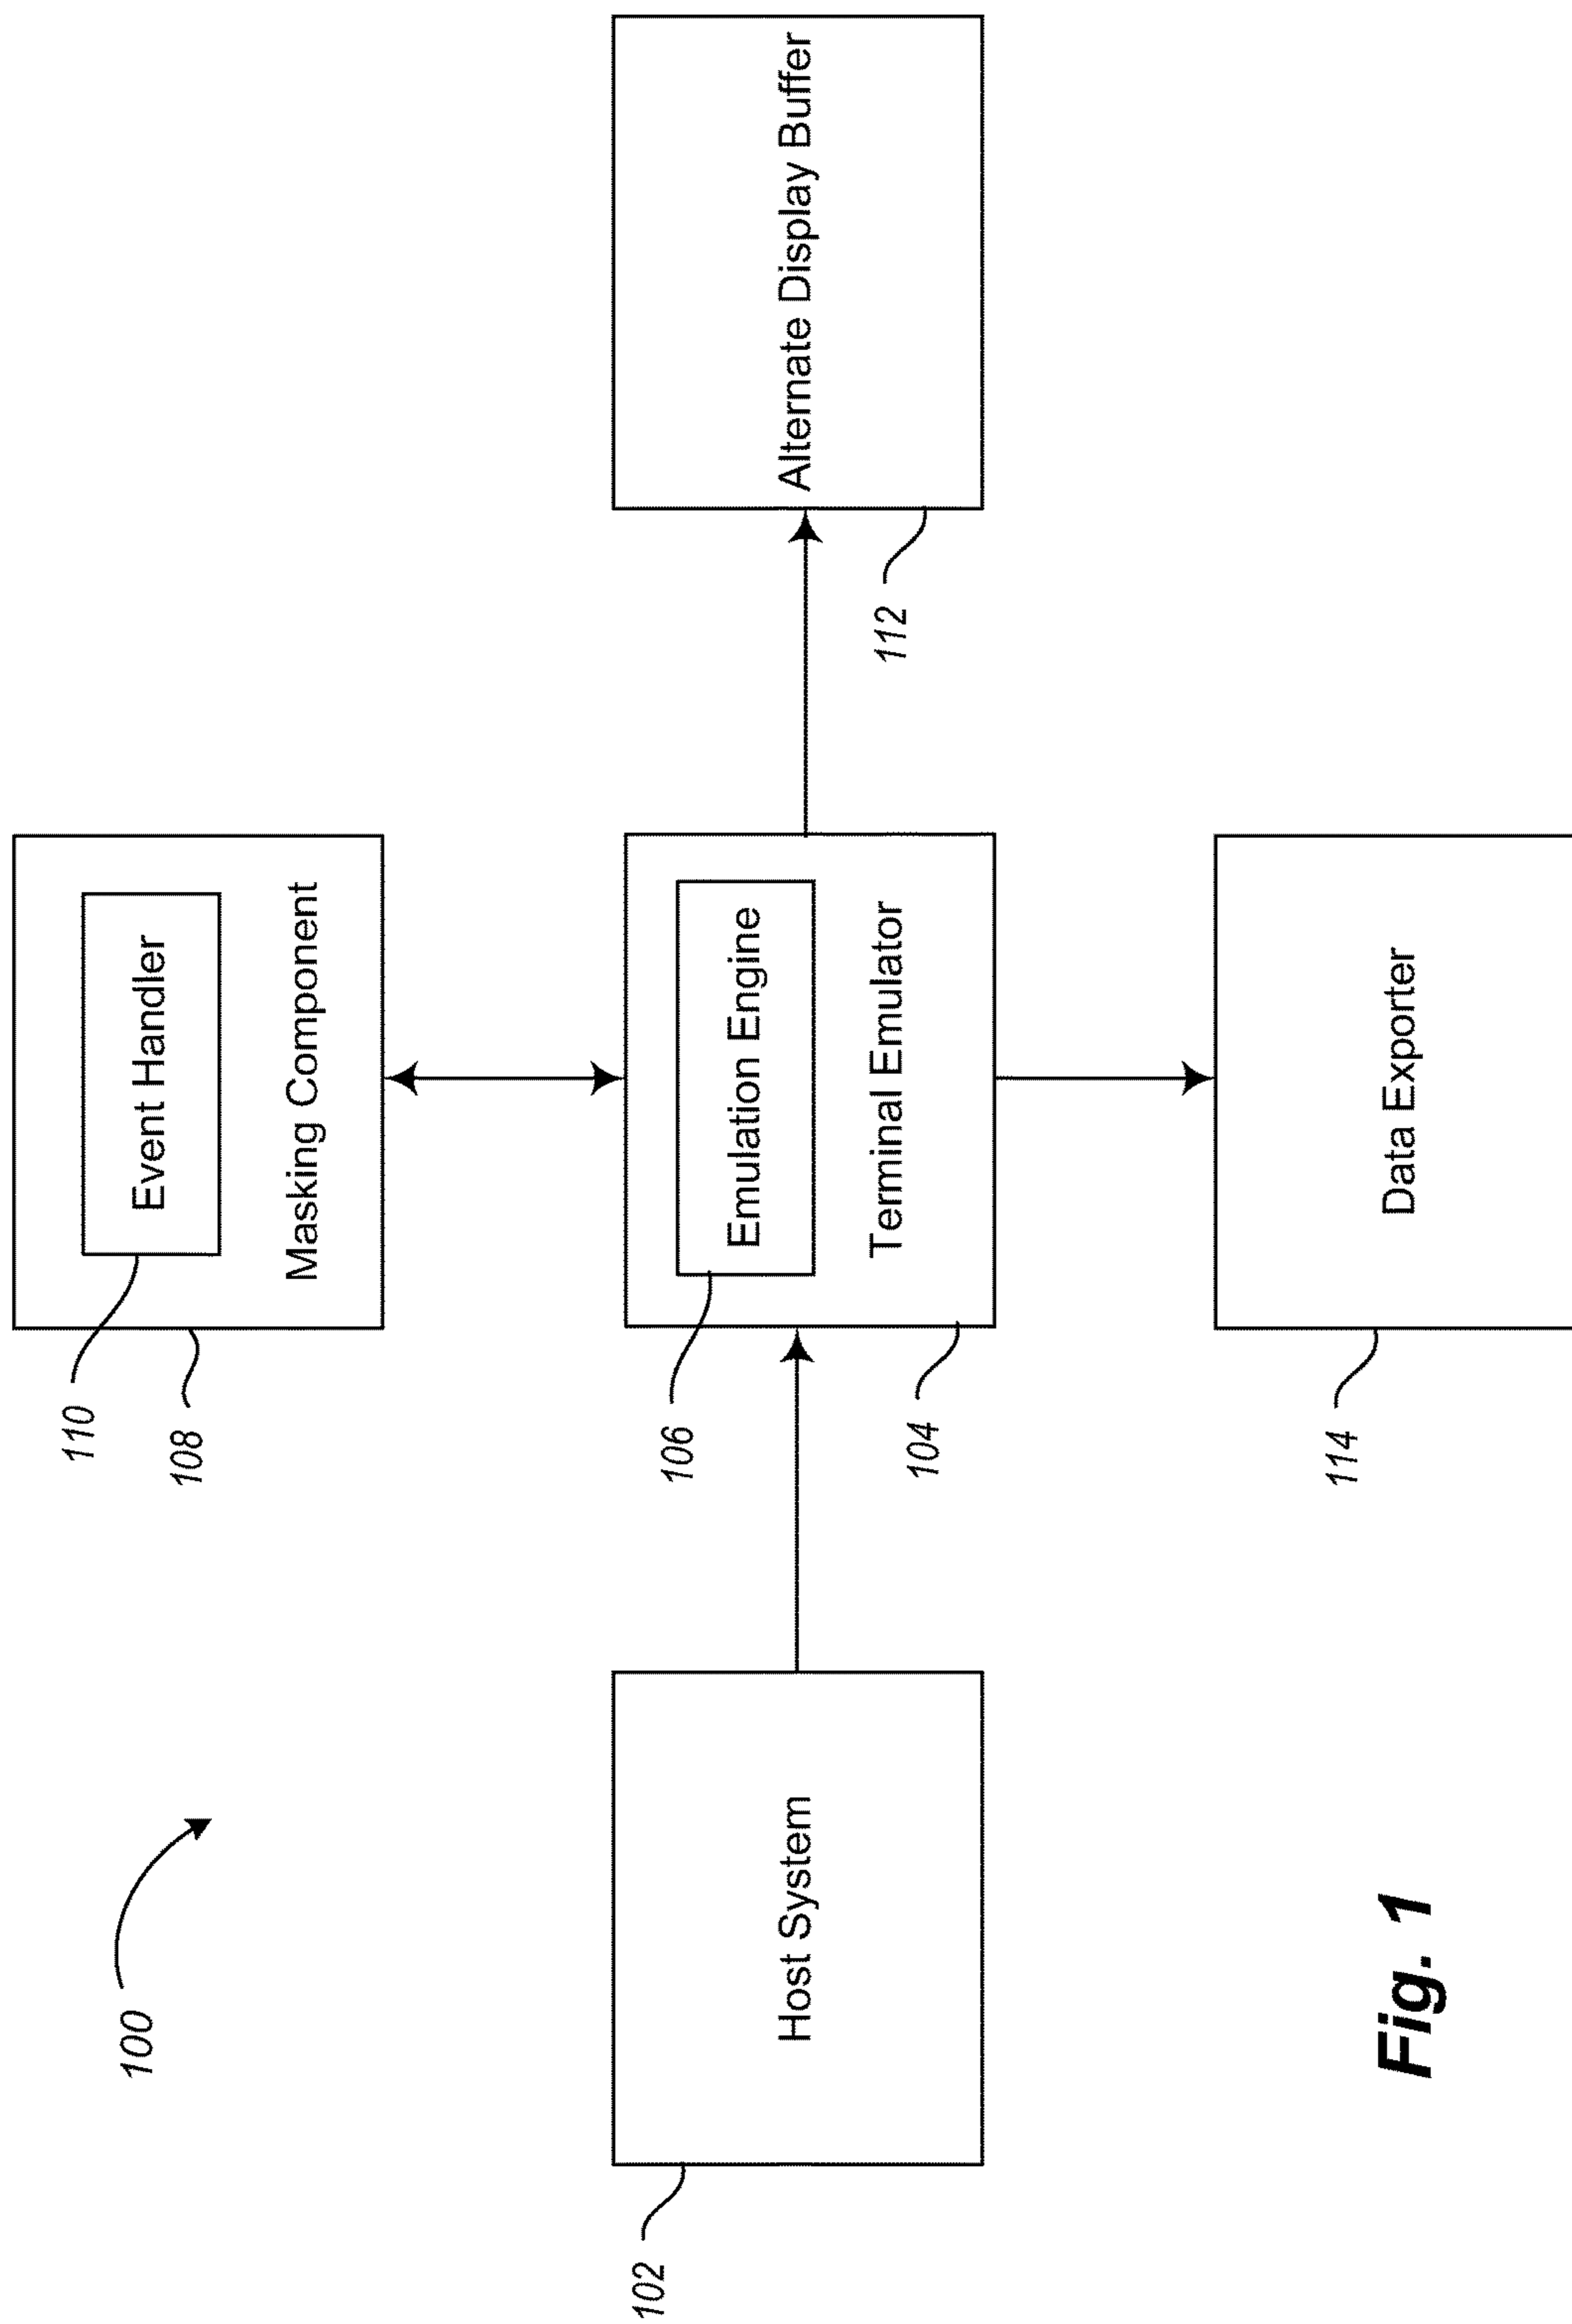 100
110
Event Handler
Masking Component
108
102
Host System
106
Emulation Engine
Terminal Emulator
104
Alternate Display Buffer
112
Data Exporter
114
Fig. 1